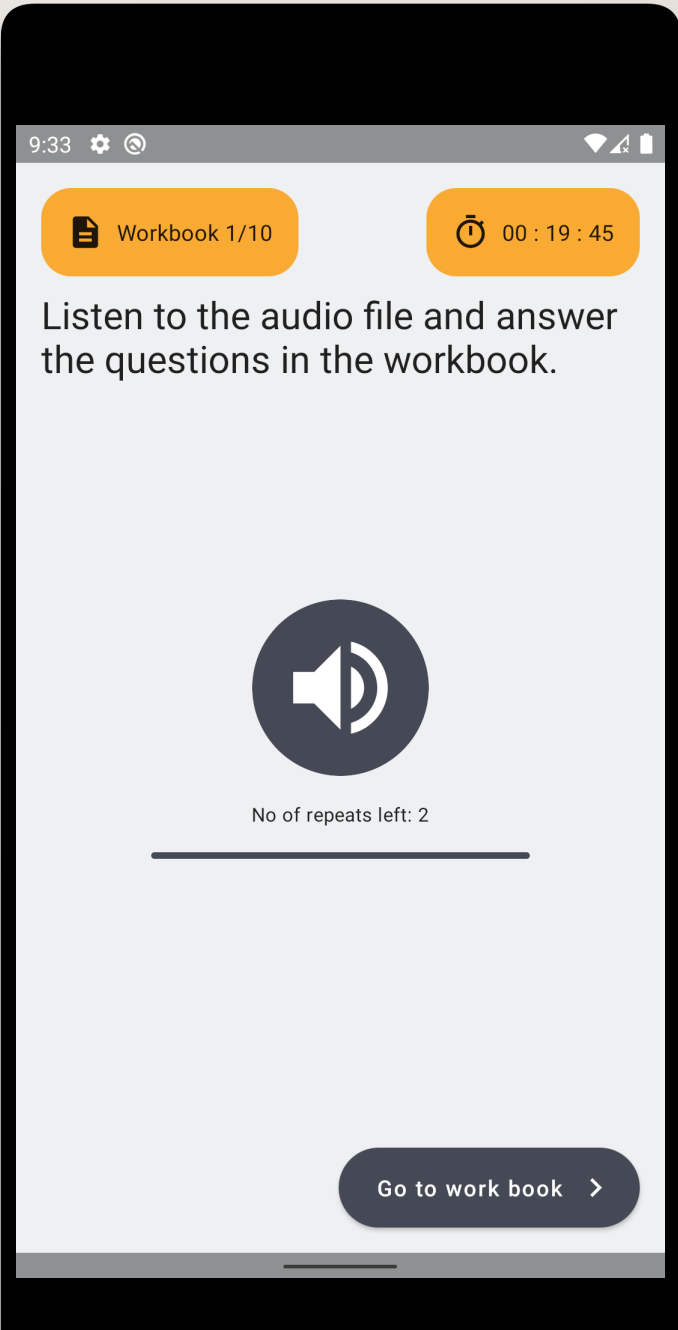 9:33
Workbook 1/10
00 : 19 : 45
Listen to the audio file and answer
the questions in the workbook.
No of repeats left: 2
Go to work book